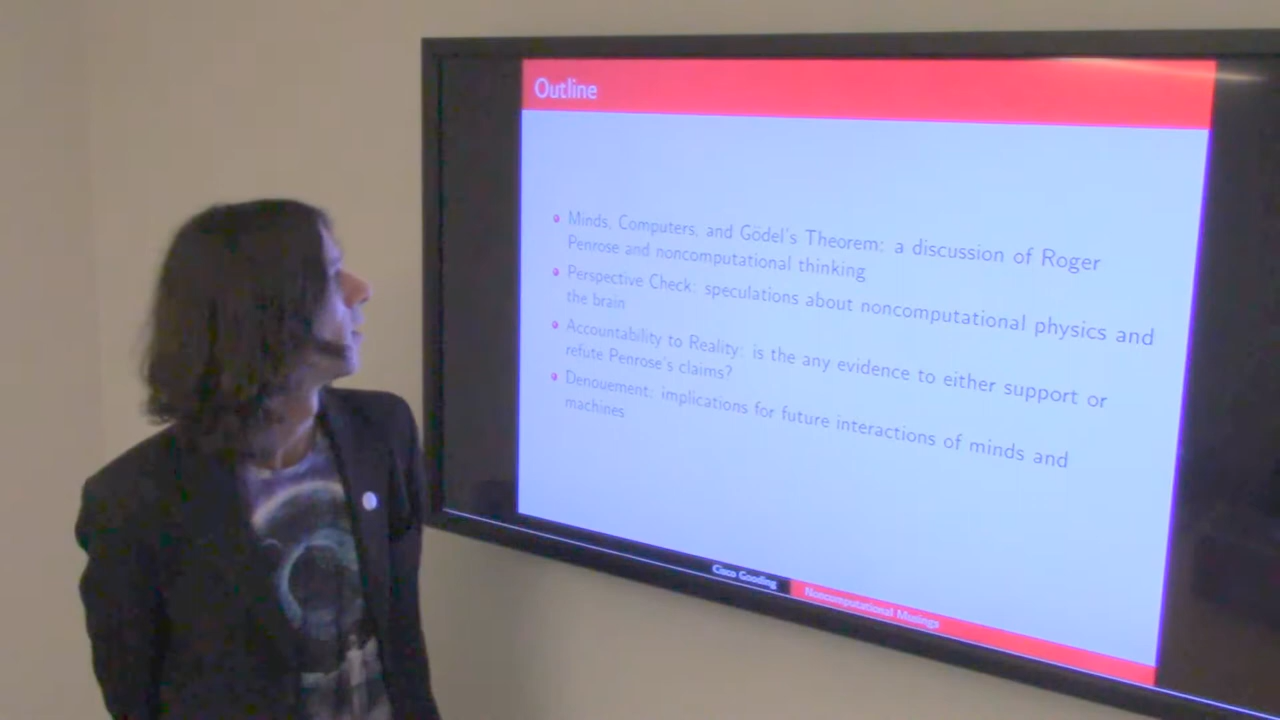 Outline
Minds, Computers, and Gödel's Theorem: a discussion of Roger
Penrose and noncomputational thinking
Perspective Check: speculations about noncomputational physics and
the brain
Accountability to Reality: is the any evidence to either support or
refute Penrose's claims?
Denouement: implications for future interactions of minds and
machines
Cisco Gooding
Noncomputational Musings